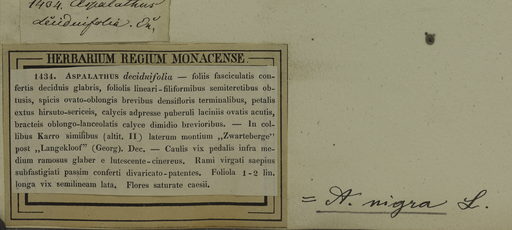 1434. Aspalathus
deciduifolia. Eń.
HERBARIUM REGIUM MONACENSE.
1434. ASPALATHUS deciduifolia — foliis fasciculatis con-
fertis deciduis glabris, foliolis lineari-filiformibus semiteretibus ob-
tusis, spicis ovato-oblongis brevibus densifloris terminalibus, petalis
extus hirsuto-sericeis, calycis adpresse puberuli laciniis ovatis acutis,
bracteis oblongo-lanceolatis calyce dimidio brevioribus. — In col-
libus Karro similibus (altit. II) laterum montium „Zwarteberge"
post „Langekloof" (Georg). Dec. — Caulis vix pedalis infra me-
dium ramosus glaber e lutescente-cinereus. Rami virgati saepius
subfastigiati passim conferti divaricato-patentes. Foliola 1-2 lin.
longa vix semilineam lata. Flores saturate caesii.
= A. nigra L.